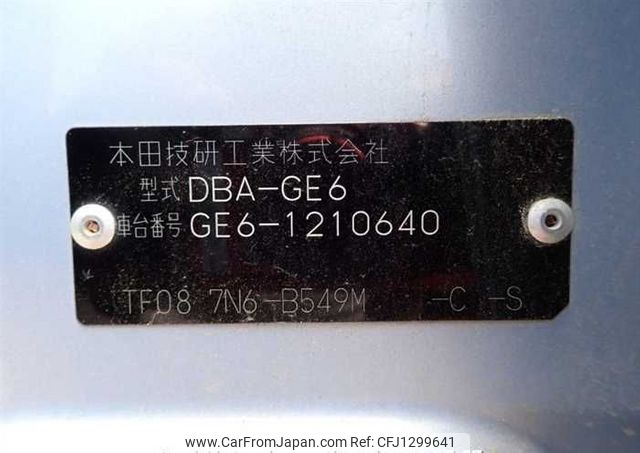 本田技研工業株式会社
型式 DBA-GE6
車台番号 GE6-1210640
TF08 7N6-B549M -C -S
www.CarFromJapan.com Ref-No. CFJ1299641